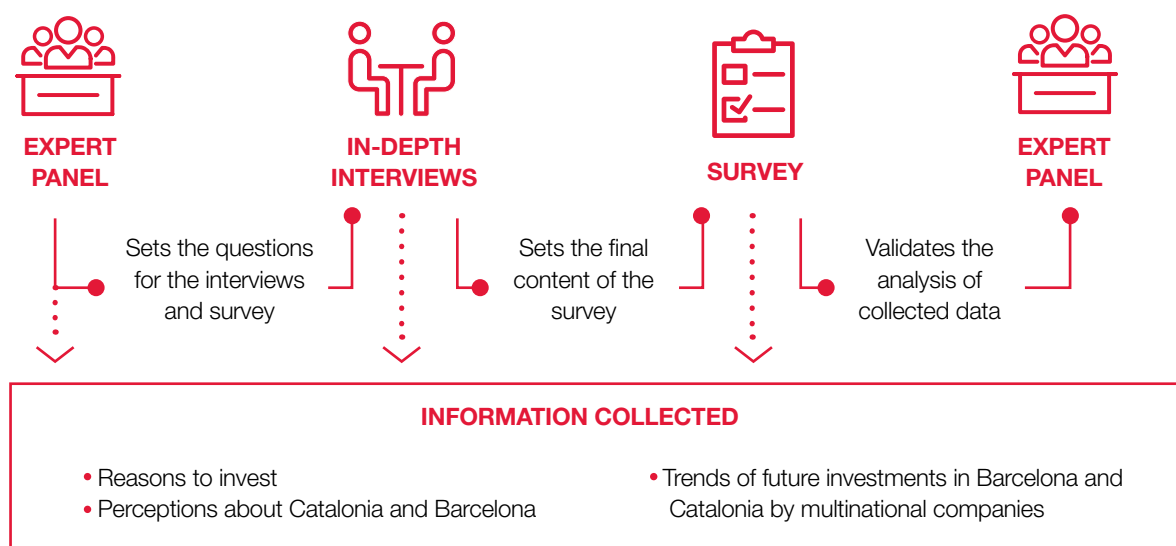 EXPERT
PANEL
IN-DEPTH
INTERVIEWS
SURVEY
EXPERT
PANEL
Sets the questions
for the interviews
and survey
Sets the final
content of the
survey
Validates the
analysis of
collected data
INFORMATION COLLECTED
• Reasons to invest
• Perceptions about Catalonia and Barcelona
• Trends of future investments in Barcelona and
Catalonia by multinational companies